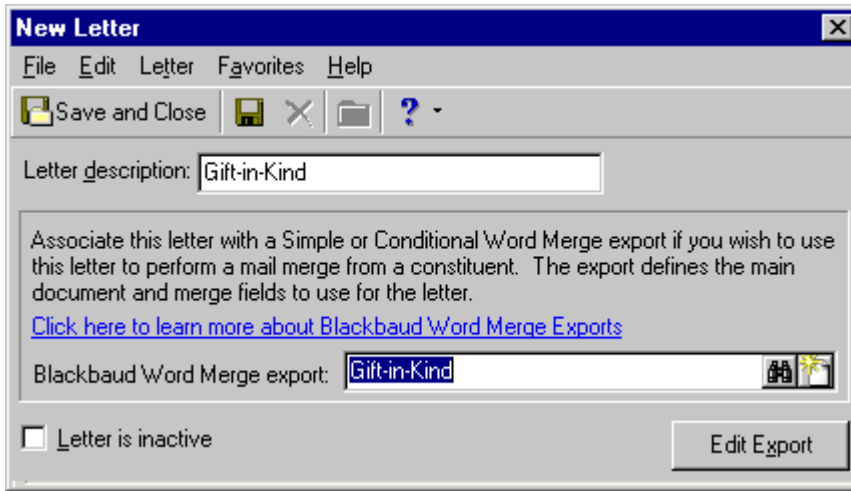 New Letter
File Edit Letter Favorites Help
Save and Close ?
Letter description: Gift-in-Kind
Associate this letter with a Simple or Conditional Word Merge export if you wish to use
this letter to perform a mail merge from a constituent. The export defines the main
document and merge fields to use for the letter.
Click here to learn more about Blackbaud Word Merge Exports
Blackbaud Word Merge export: Gift-in-Kind
Letter is inactive
Edit Export